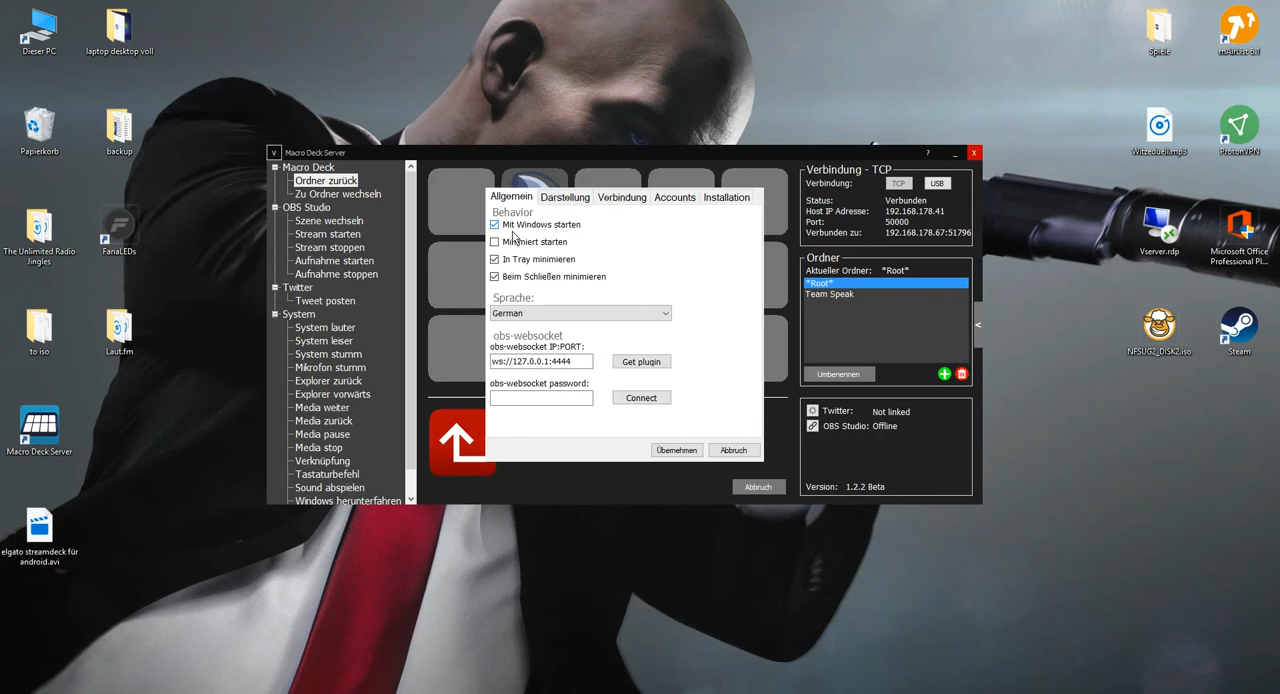 Dieser PC
laptop desktop voll
Papierkorb
backup
The Unlimited Radio
Jingles
FanaLEDs
to iso
Laut.fm
Macro Deck Server
elgato streamdeck für
android.avi
Spiele
mAirList 6.1
Witzeduell.mp3
ProtonVPN
Vserver.rdp
Microsoft Office
Professional Pl...
NFSUG2_DISK2.iso
Steam
v
Macro Deck Server
?
_
X
Macro Deck
Ordner zurück
Zu Ordner wechseln
OBS Studio
Szene wechseln
Stream starten
Stream stoppen
Aufnahme starten
Aufnahme stoppen
Twitter
Tweet posten
System
System lauter
System leiser
System stumm
Mikrofon stumm
Explorer zurück
Explorer vorwärts
Media weiter
Media zurück
Media pause
Media stop
Verknüpfung
Tastaturbefehl
Sound abspielen
Windows herunterfahren
Allgemein Darstellung Verbindung Accounts Installation
Behavior
Mit Windows starten
starten
In Tray minimieren
Beim Schließen minimieren
Sprache:
German
obs-websocket
obs-websocket IP:PORT:
ws://127.0.0.1:4444
Get plugin
obs-websocket password:
Connect
Übernehmen
Abbruch
Abbruch
Verbindung - TCP
Verbindung: TCP USB
Status: Verbunden
Host IP Adresse: 192.168.178.41
Port: 50000
Verbunden zu: 192.168.178.67:51796
Ordner
Aktueller Ordner: *Root*
*Root*
Team Speak
<
Umbenennen
Twitter: Not linked
OBS Studio: Offline
Version: 1.2.2 Beta